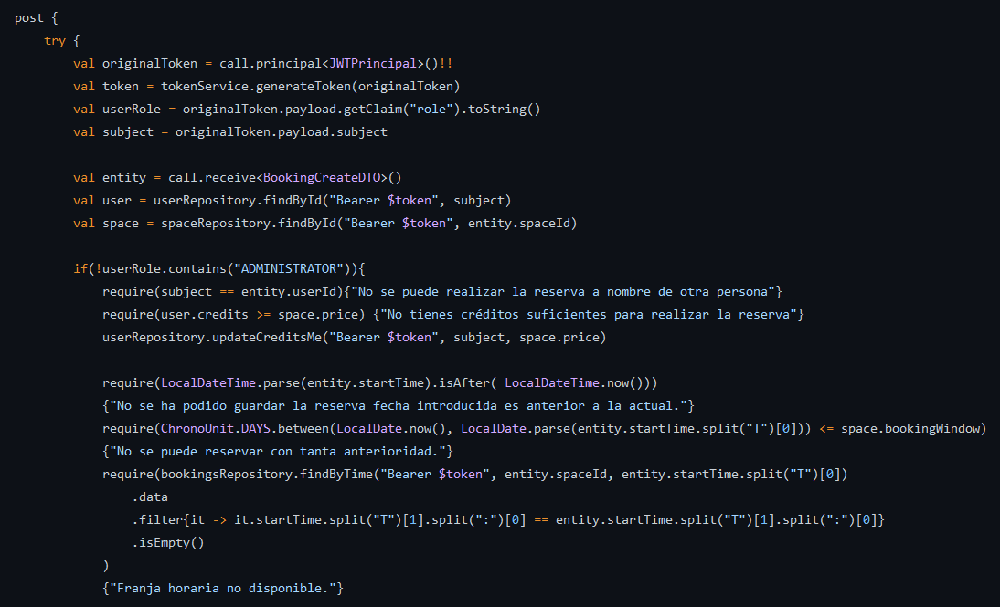 post {
    try {
        val originalToken = call.principal<JWTPrincipal>()!!
        val token = tokenService.generateToken(originalToken)
        val userRole = originalToken.payload.getClaim("role").toString()
        val subject = originalToken.payload.subject

        val entity = call.receive<BookingCreateDTO>()
        val user = userRepository.findById("Bearer $token", subject)
        val space = spaceRepository.findById("Bearer $token", entity.spaceId)

        if(!userRole.contains("ADMINISTRATOR")){
            require(subject == entity.userId){"No se puede realizar la reserva a nombre de otra persona"}
            require(user.credits >= space.price) {"No tienes créditos suficientes para realizar la reserva"}
            userRepository.updateCreditsMe("Bearer $token", subject, space.price)

            require(LocalDateTime.parse(entity.startTime).isAfter( LocalDateTime.now()))
            {"No se ha podido guardar la reserva fecha introducida es anterior a la actual."}
            require(ChronoUnit.DAYS.between(LocalDate.now(), LocalDate.parse(entity.startTime.split("T")[0])) <= space.bookingWindow)
            {"No se puede reservar con tanta anterioridad."}
            require(bookingsRepository.findByTime("Bearer $token", entity.spaceId, entity.startTime.split("T")[0])
                .data
                .filter{it -> it.startTime.split("T")[1].split(":")[0] == entity.startTime.split("T")[1].split(":")[0]}
                .isEmpty()
            )
            {"Franja horaria no disponible."}